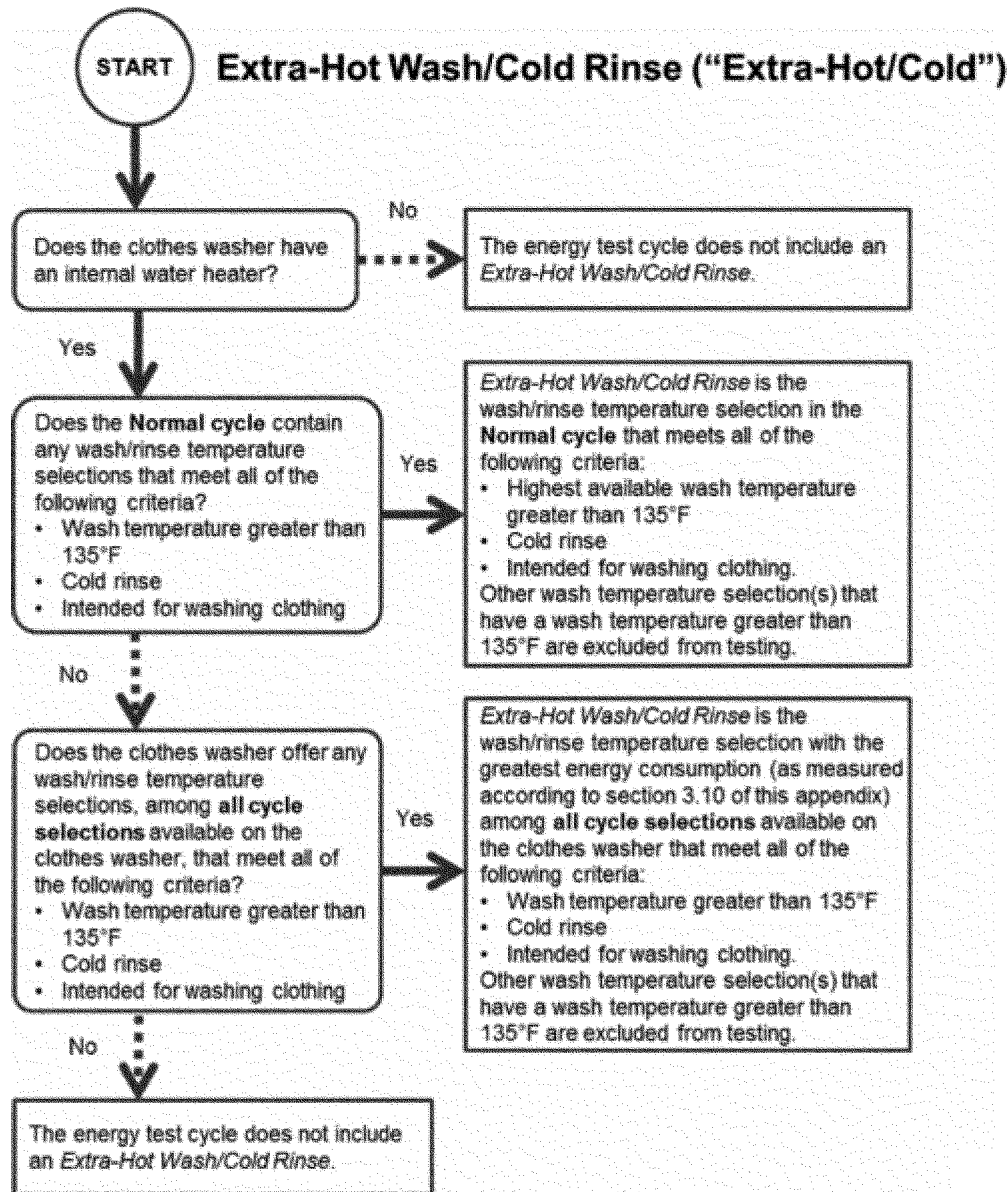 START
Extra-Hot Wash/Cold Rinse (“Extra-Hot/Cold”)
Does the clothes washer have
an internal water heater?
No
The energy test cycle does not include an
Extra-Hot Wash/Cold Rinse.
Yes
Does the Normal cycle contain
any wash/rinse temperature
selections that meet all of the
following criteria?
• Wash temperature greater than
135°F
• Cold rinse
• Intended for washing clothing
Yes
Extra-Hot Wash/Cold Rinse is the
wash/rinse temperature selection in the
Normal cycle that meets all of the
following criteria:
• Highest available wash temperature
greater than 135°F
• Cold rinse
• Intended for washing clothing.
Other wash temperature selection(s) that
have a wash temperature greater than
135°F are excluded from testing.
No
Does the clothes washer offer any
wash/rinse temperature
selections, among all cycle
selections available on the
clothes washer, that meet all of
the following criteria?
• Wash temperature greater than
135°F
• Cold rinse
• Intended for washing clothing
Yes
Extra-Hot Wash/Cold Rinse is the
wash/rinse temperature selection with the
greatest energy consumption (as measured
according to section 3.10 of this appendix)
among all cycle selections available on
the clothes washer that meet all of the
following criteria:
• Wash temperature greater than 135°F
• Cold rinse
• Intended for washing clothing.
Other wash temperature selection(s) that
have a wash temperature greater than
135°F are excluded from testing.
No
The energy test cycle does not include
an Extra-Hot Wash/Cold Rinse.